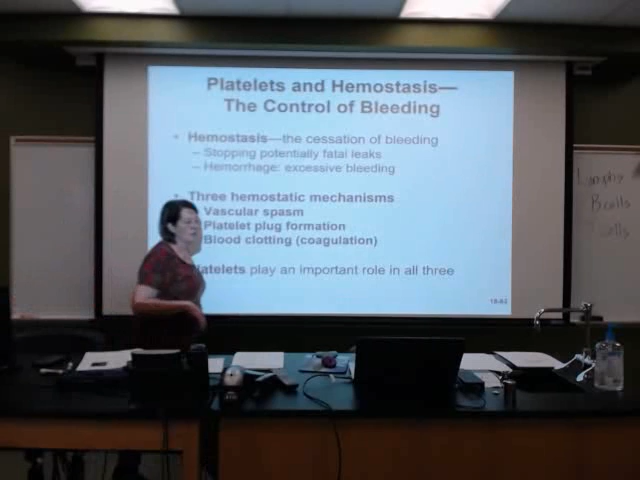 Platelets and Hemostasis—
The Control of Bleeding
• Hemostasis—the cessation of bleeding
– Stopping potentially fatal leaks
– Hemorrhage: excessive bleeding
• Three hemostatic mechanisms
Vascular spasm
Platelet plug formation
Blood clotting (coagulation)
latelets play an important role in all three
B cells
cells